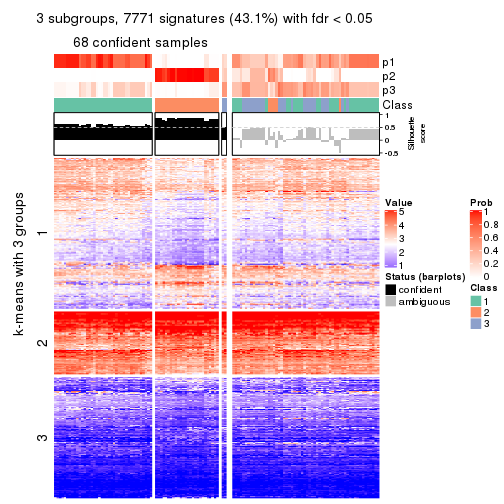 3 subgroups, 7771 signatures (43.1%) with fdr < 0.05
68 confident samples
p1
p2
p3
Class
1
0.5
0
-0.5
Silhouette
score
k-means with 3 groups
1
2
3
Value
5
4
3
2
1
Status (barplots)
confident
ambiguous
Prob
1
0.8
0.6
0.4
0.2
0
Class
1
2
3